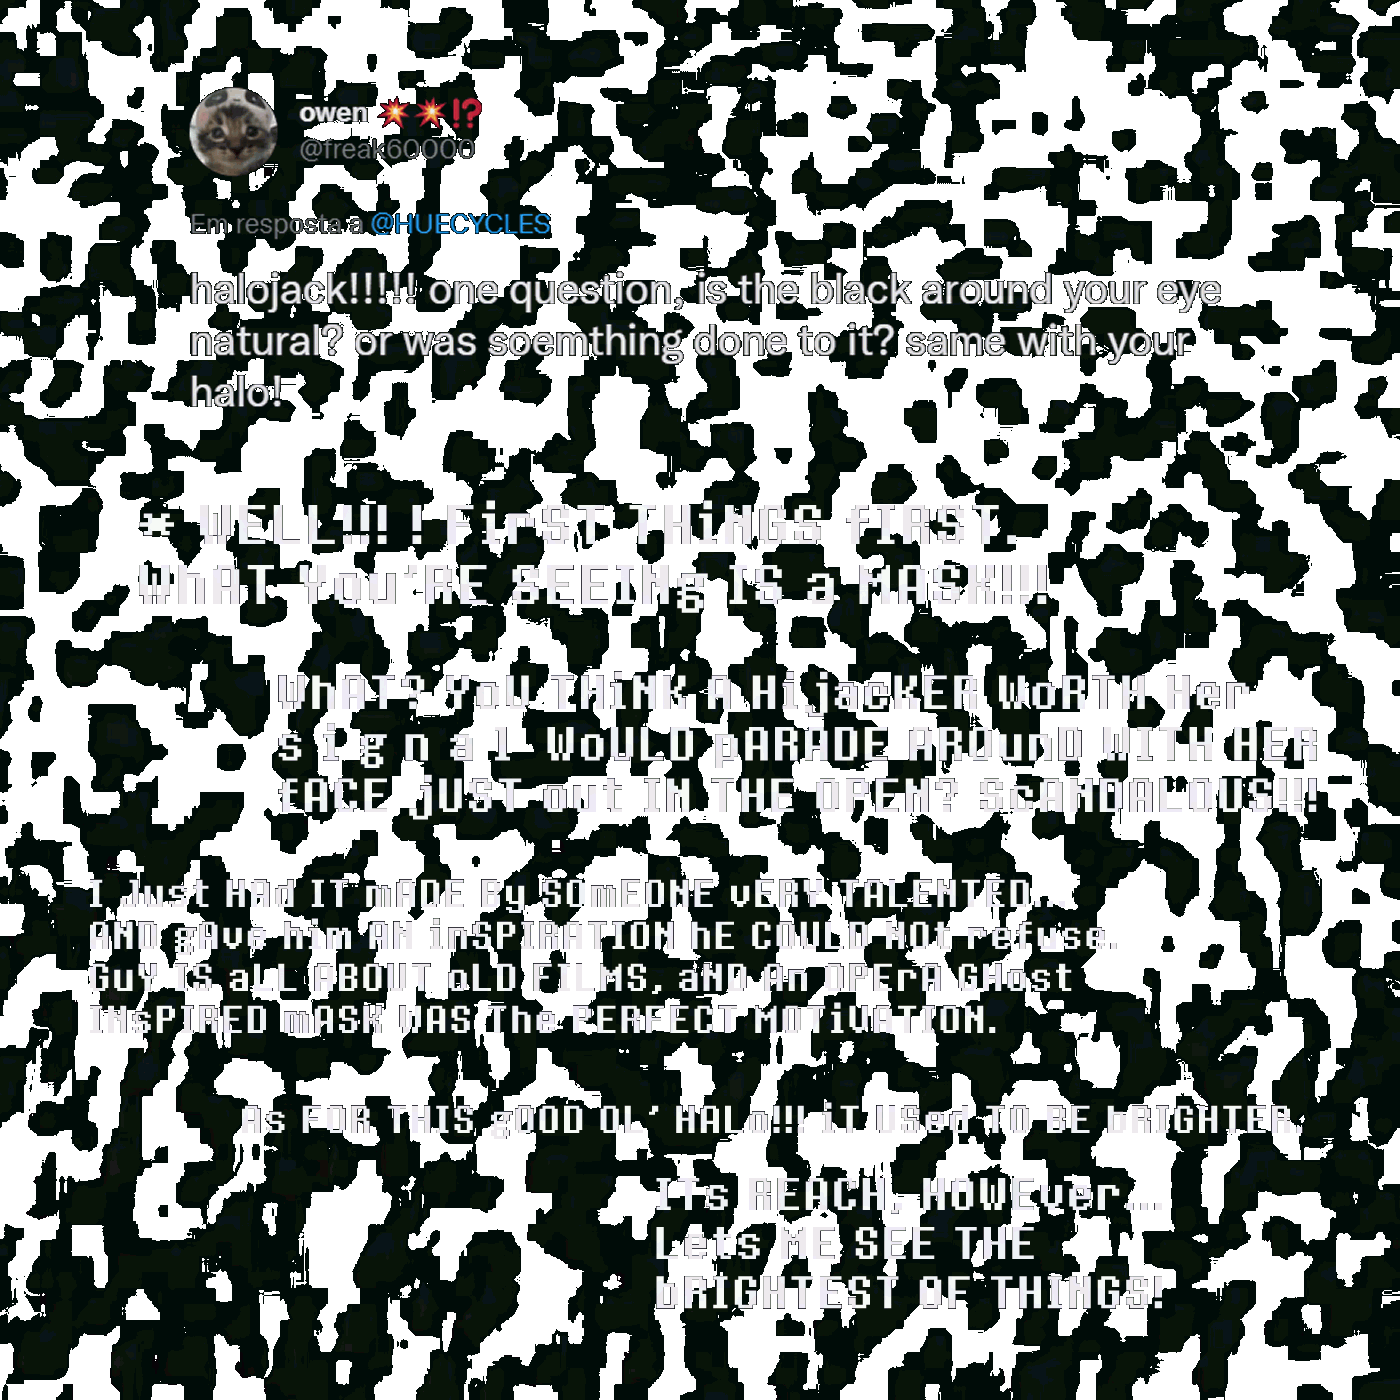 owen 💥💥⁉️
@freak60000
Em resposta a @HUECYCLES
halojack!!!!! one question, is the black around your eye
natural? or was soemthing done to it? same with your
halo!
* WELL!!! ! FirST THiNGS fIRST.
WhAT You'RE SEEINg IS a MASK!!!
WhAT? YoU THiNK A HijacKER WoRTH Her
s i g n a l WoULD pARADE AROunD WITH HER
fACE jUST out IN THE OPEN? ScANDALOUS!!!
I Just HAd IT mADE By SOmEONE vERY TALENTED..
AND gAve him AN inSPIRATION hE COULD NOt refuse.
GuY IS aLL ABOUT oLD FILMS, aND An OPErA GHost
INsPIRED mASK WAS The PERFECT MOTiVATION.
As FOR THIS gOOD OL' HALo!!! iT USed TO BE bRIGHTER.
ITs REACH, HOWEver...
Lets ME SEE THE
bRIGHTEST OF THINGS!